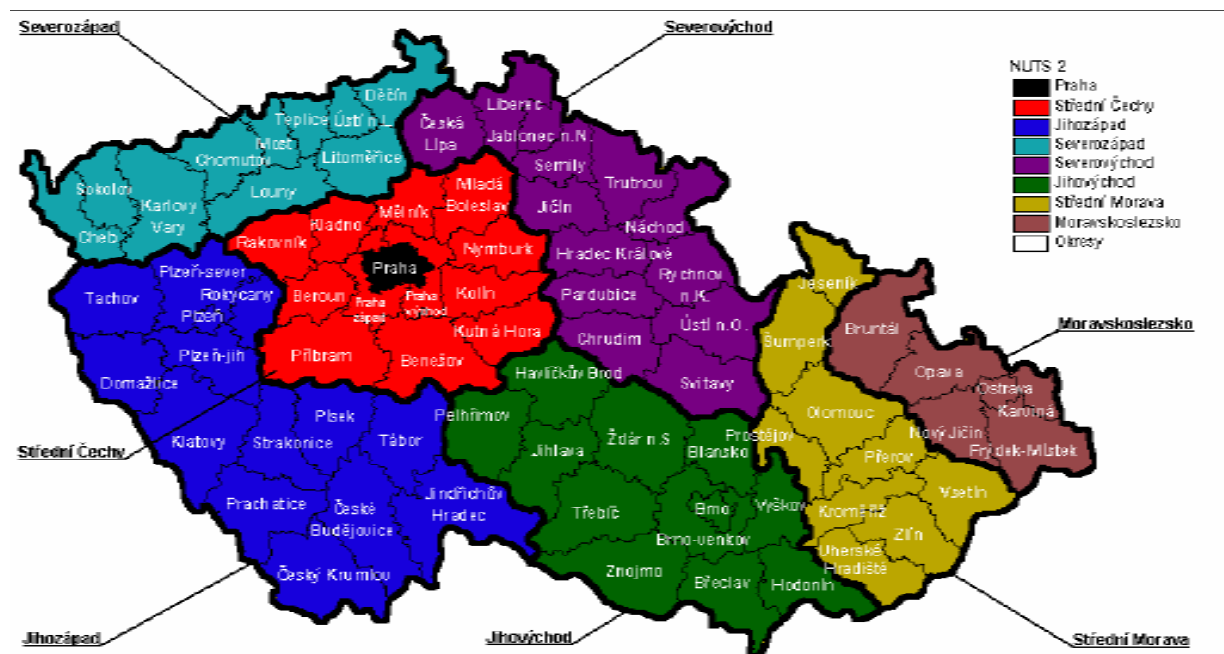 Severozápad
Severovýchod
NUTS 2
Praha
Střední Čechy
Jihozápad
Severozápad
Severovýchod
Jihovýchod
Střední Morava
Moravskoslezsko
Okresy
Děčín
Teplice
Ústí n.L.
Most
Chomutov
Litoměřice
Louny
Sokolov
Karlovy
Vary
Cheb
Česká
Lípa
Liberec
Jablonec n.N.
Semily
Trutnov
Jičín
Náchod
Hradec Králové
Rychnov
n.K.
Pardubice
Ústí n.O.
Chrudim
Svitavy
Mladá
Boleslav
Mělník
Kladno
Rakovník
Nymburk
Praha
Beroun
Praha
západ
Praha
východ
Kolín
Kutná Hora
Příbram
Benešov
Plzeň-sever
Tachov
Rokycany
Plzeň
Plzeň-jih
Domažlice
Klatovy
Písek
Strakonice
Tábor
Prachatice
České
Budějovice
Jindřichův
Hradec
Český Krumlov
Havlíčkův Brod
Pelhřimov
Jihlava
Žďár n.S
Blansko
Třebíč
Brno
Vyškov
Brno-venkov
Znojmo
Břeclav
Hodonín
Jeseník
Šumperk
Olomouc
Prostějov
Přerov
Kroměříž
Vsetín
Zlín
Uherské
Hradiště
Bruntál
Opava
Ostrava
Karviná
Nový Jičín
Frýdek-Místek
Moravskoslezsko
Střední Čechy
Jihozápad
Jihovýchod
Střední Morava